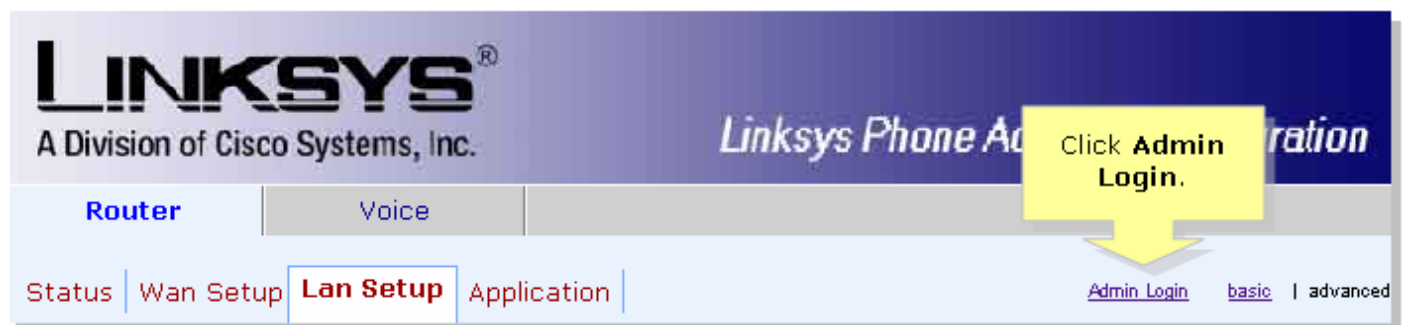 LINKSYS®
A Division of Cisco Systems, Inc.
Linksys Phone Ad
ration
Click Admin
Login.
Router Voice
Status Wan Setup Lan Setup Application Admin Login basic | advanced